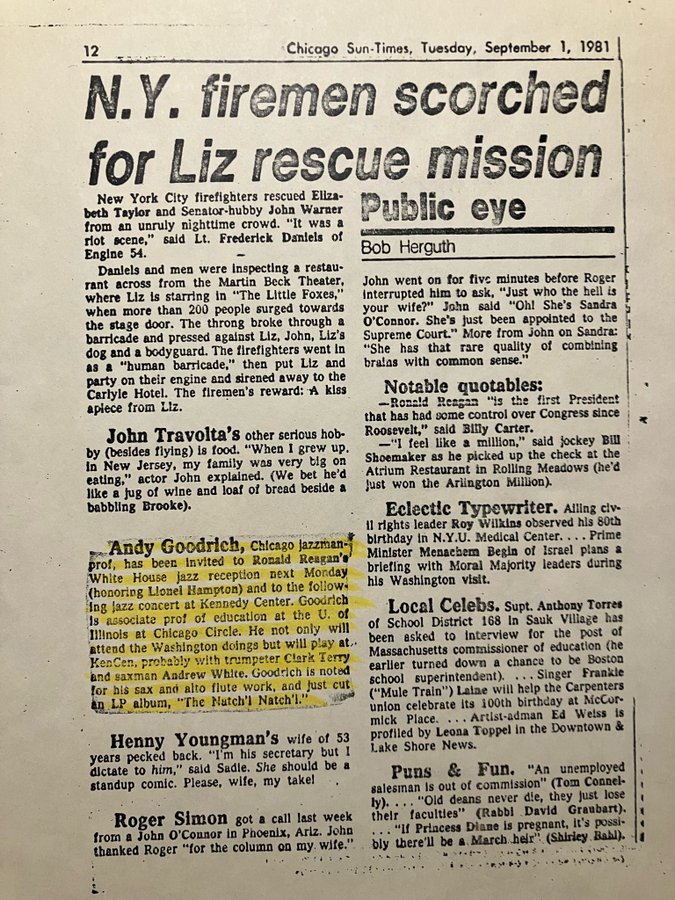 12
Chicago Sun-Times, Tuesday, September 1, 1981
N.Y. firemen scorched
for Liz rescue mission
New York City firefighters rescued Eliza-
beth Taylor and Senator-hubby John Warner
from an unruly nighttime crowd. "It was a
riot scene," said Lt. Frederick Daniels of
Engine 54.
Daniels and men were inspecting a restau-
rant across from the Martin Beck Theater,
where Liz is starring in "The Little Foxes,"
when more than 200 people surged towards
the stage door. The throng broke through a
barricade and pressed against Liz, John, Liz's
dog and a bodyguard. The firefighters went in
as a "human barricade," then put Liz and
party on their engine and sirened away to the
Carlyle Hotel. The firemen's reward: A kiss
apiece from Liz.
John Travolta's other serious hob-
by (besides flying) is food. "When I grew up,
in New Jersey, my family was very big on
eating," actor John explained. (We bet he'd
like a jug of wine and loaf of bread beside a
babbling Brooke).
Andy Goodrich, Chicago jazzman-
prof, has been invited to Ronald Reagan's
White House jazz reception next Monday
(honoring Lionel Hampton) and to the follow-
ing jazz concert at Kennedy Center. Goodrich
is associate prof of education at the U. of
Illinois at Chicago Circle. He not only will
attend the Washington doings but will play at
KenCen, probably with trumpeter Clark Terry
and saxman Andrew White. Goodrich is noted
for his sax and alto flute work, and just cut
an LP album, "The Natch'l Natch'l."
Henny Youngman's wife of 53
years pecked back. "I'm his secretary but I
dictate to him," said Sadie. She should be a
standup comic. Please, wife, my take!
Roger Simon got a call last week
from a John O'Connor in Phoenix, Ariz. John
thanked Roger "for the column on my wife."
Public eye
Bob Herguth
John went on for five minutes before Roger
interrupted him to ask, "Just who the hell is
your wife?" John said "Oh! She's Sandra
O'Connor. She's just been appointed to the
Supreme Court." More from John on Sandra:
"She has that rare quality of combining
brains with common sense."
Notable quotables:
—Ronald Reagan "is the first President
that has had some control over Congress since
Roosevelt," said Billy Carter.
—"I feel like a million," said jockey Bill
Shoemaker as he picked up the check at the
Atrium Restaurant in Rolling Meadows (he'd
just won the Arlington Million).
Eclectic Typewriter. Ailing civ-
il rights leader Roy Wilkins observed his 80th
birthday in N.Y.U. Medical Center. . . . Prime
Minister Menachem Begin of Israel plans a
briefing with Moral Majority leaders during
his Washington visit.
Local Celebs. Supt. Anthony Torres
of School District 168 in Sauk Village has
been asked to interview for the post of
Massachusetts commissioner of education (he
earlier turned down a chance to be Boston
school superintendent). . . . Singer Frankie
("Mule Train") Laine will help the Carpenters
union celebrate its 100th birthday at McCor-
mick Place. . . . Artist-adman Ed Weiss is
profiled by Leona Toppel in the Downtown &
Lake Shore News.
Puns & Fun. "An unemployed
salesman is out of commission" (Tom Connel-
ly). . . . "Old deans never die, they just lose
their faculties" (Rabbi David Graubart).
. . . "If Princess Diane is pregnant, it's possi-
bly there'll be a March heir" (Shirley Bahl).